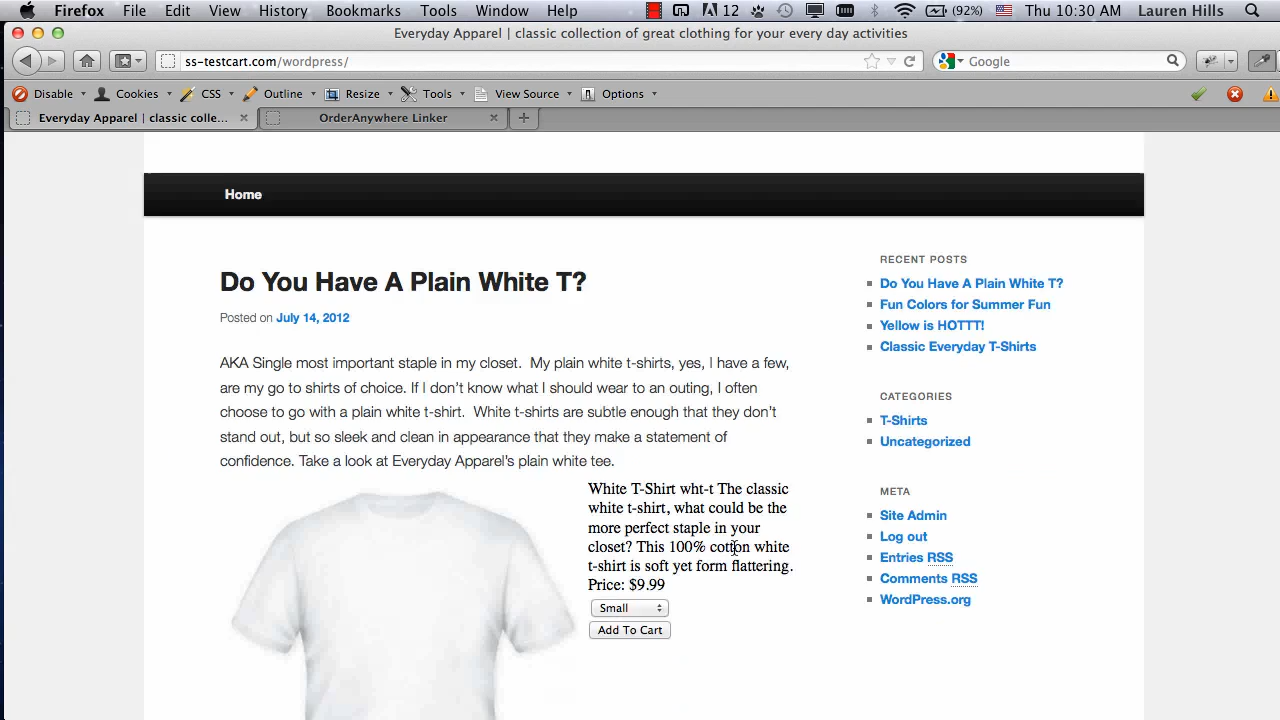 Firefox File Edit View History Bookmarks Tools Window Help 12 (92%) Thu 10:30 AM Lauren Hills
Everyday Apparel | classic collection of great clothing for your every day activities
ss-testcart.com/wordpress/ Google
Disable Cookies CSS Outline Resize Tools View Source Options
Everyday Apparel | classic colle... OrderAnywhere Linker
Home
Do You Have A Plain White T?
Posted on July 14, 2012
AKA Single most important staple in my closet. My plain white t-shirts, yes, I have a few,
are my go to shirts of choice. If I don't know what I should wear to an outing, I often
choose to go with a plain white t-shirt. White t-shirts are subtle enough that they don't
stand out, but so sleek and clean in appearance that they make a statement of
confidence. Take a look at Everyday Apparel's plain white tee.
White T-Shirt wht-t The classic
white t-shirt, what could be the
more perfect staple in your
closet? This 100% cotton white
t-shirt is soft yet form flattering.
Price: $9.99
Small
Add To Cart
RECENT POSTS
Do You Have A Plain White T?
Fun Colors for Summer Fun
Yellow is HOTTT!
Classic Everyday T-Shirts
CATEGORIES
T-Shirts
Uncategorized
META
Site Admin
Log out
Entries RSS
Comments RSS
WordPress.org